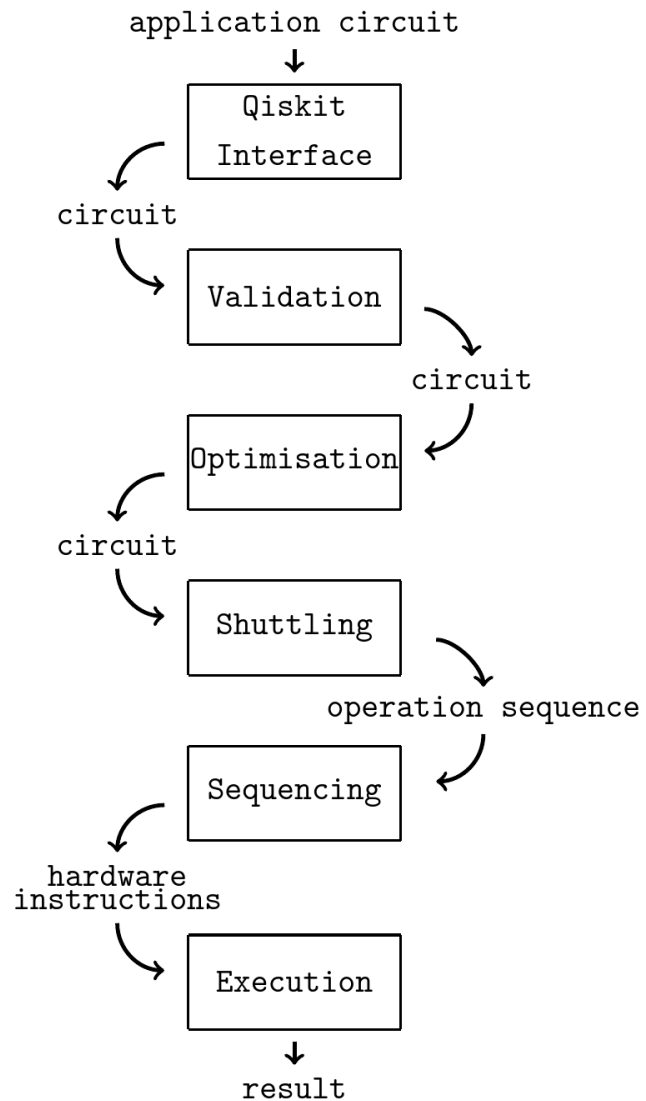 application circuit
Qiskit
Interface
circuit
Validation
circuit
Optimisation
circuit
Shuttling
operation sequence
Sequencing
hardware
instructions
Execution
result